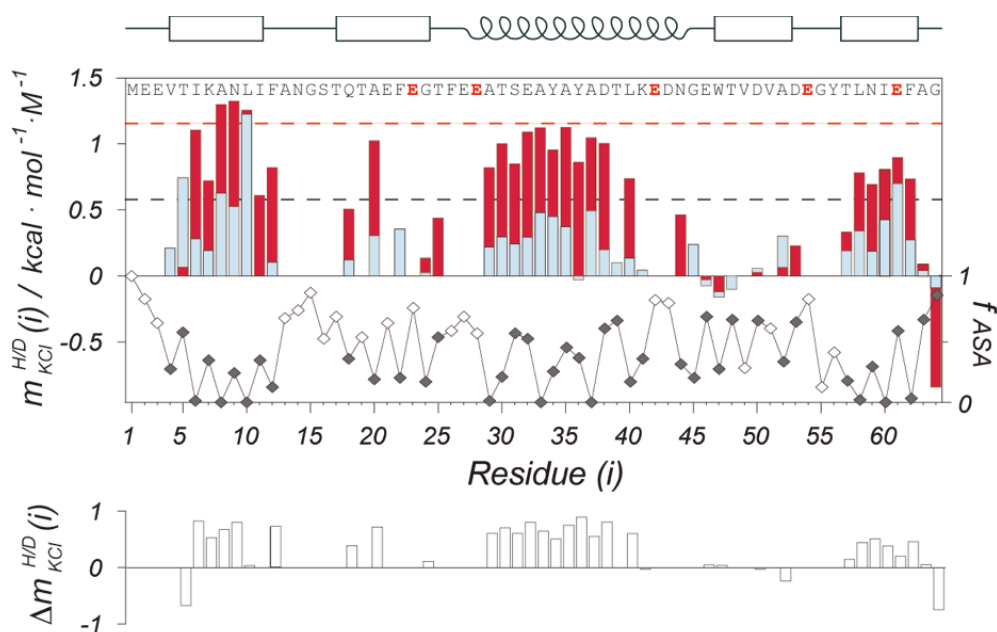 1.5
MEEVTIKANLIFANGSTQTAEFEGTFEEATSEAYAYADTLKEDNGEWTVDVADEGYTLNIEFAG
1
0.5
0
-0.5
1
0
m H/D KCl (i) / kcal · mol⁻¹ · M⁻¹
f ASA
1 5 10 15 20 25 30 35 40 45 50 55 60
Residue (i)
1
0
-1
Δm H/D KCl (i)